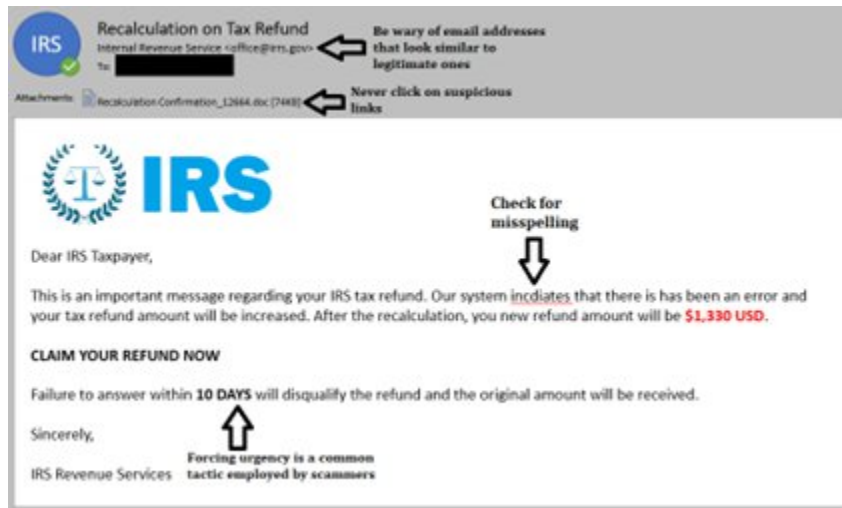 IRS
Recalculation on Tax Refund
Internal Revenue Service <office@irns.gov>
Be wary of email addresses
that look similar to
legitimate ones
To:
Attachments: Recalculation Confirmation_12664.doc [74KB]
Never click on suspicious
links
IRS
Check for
misspelling
Dear IRS Taxpayer,
This is an important message regarding your IRS tax refund. Our system incdiates that there is has been an error and
your tax refund amount will be increased. After the recalculation, you new refund amount will be $1,330 USD.
CLAIM YOUR REFUND NOW
Failure to answer within 10 DAYS will disqualify the refund and the original amount will be received.
Sincerely,
IRS Revenue Services
Forcing urgency is a common
tactic employed by scammers